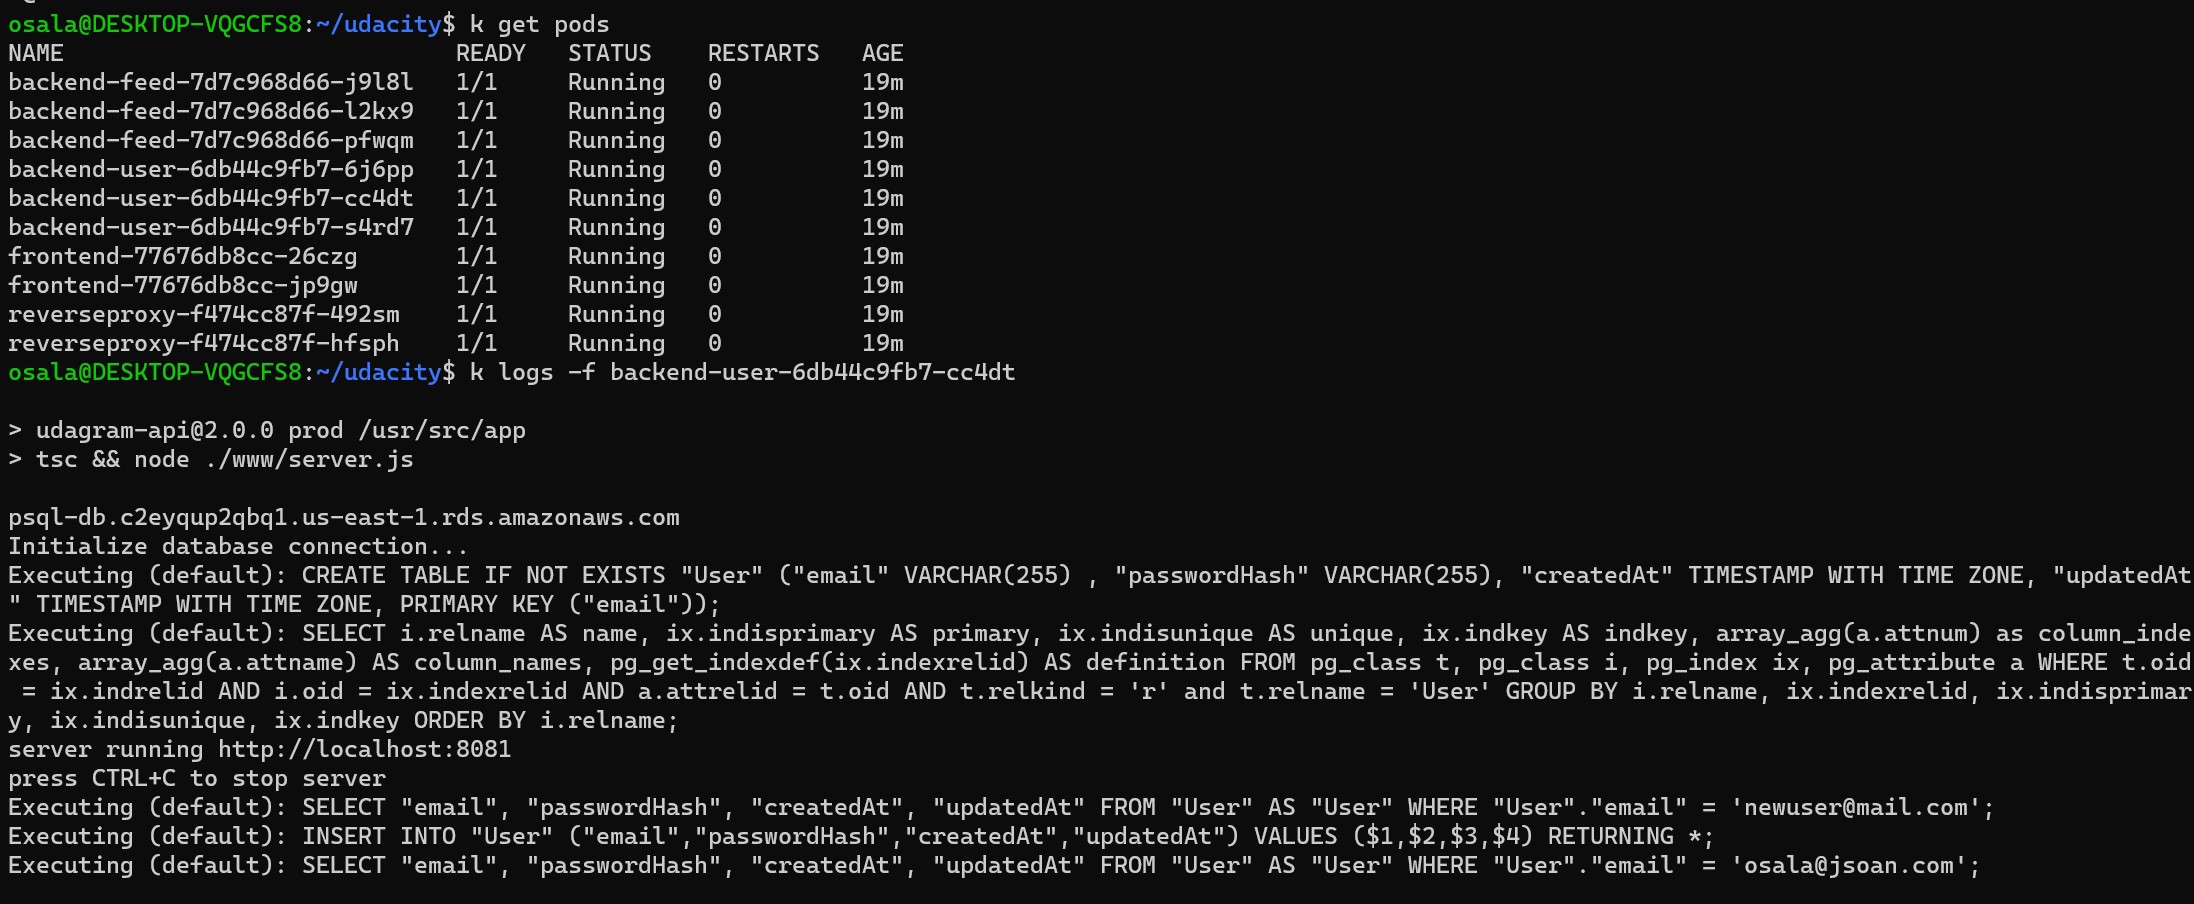 osala@DESKTOP-VQGCFS8:~/udacity$ k get pods
NAME READY STATUS RESTARTS AGE
backend-feed-7d7c968d66-j9l8l 1/1 Running 0 19m
backend-feed-7d7c968d66-l2kx9 1/1 Running 0 19m
backend-feed-7d7c968d66-pfwqm 1/1 Running 0 19m
backend-user-6db44c9fb7-6j6pp 1/1 Running 0 19m
backend-user-6db44c9fb7-cc4dt 1/1 Running 0 19m
backend-user-6db44c9fb7-s4rd7 1/1 Running 0 19m
frontend-77676db8cc-26czg 1/1 Running 0 19m
frontend-77676db8cc-jp9gw 1/1 Running 0 19m
reverseproxy-f474cc87f-492sm 1/1 Running 0 19m
reverseproxy-f474cc87f-hfsph 1/1 Running 0 19m
osala@DESKTOP-VQGCFS8:~/udacity$ k logs -f backend-user-6db44c9fb7-cc4dt
> udagram-api@2.0.0 prod /usr/src/app
> tsc && node ./www/server.js
psql-db.c2eyqup2qbq1.us-east-1.rds.amazonaws.com
Initialize database connection...
Executing (default): CREATE TABLE IF NOT EXISTS "User" ("email" VARCHAR(255) , "passwordHash" VARCHAR(255), "createdAt" TIMESTAMP WITH TIME ZONE, "updatedAt
" TIMESTAMP WITH TIME ZONE, PRIMARY KEY ("email"));
Executing (default): SELECT i.relname AS name, ix.indisprimary AS primary, ix.indisunique AS unique, ix.indkey AS indkey, array_agg(a.attnum) as column_inde
xes, array_agg(a.attname) AS column_names, pg_get_indexdef(ix.indexrelid) AS definition FROM pg_class t, pg_class i, pg_index ix, pg_attribute a WHERE t.oid
= ix.indrelid AND i.oid = ix.indexrelid AND a.attrelid = t.oid AND t.relkind = 'r' and t.relname = 'User' GROUP BY i.relname, ix.indexrelid, ix.indisprimar
y, ix.indisunique, ix.indkey ORDER BY i.relname;
server running http://localhost:8081
press CTRL+C to stop server
Executing (default): SELECT "email", "passwordHash", "createdAt", "updatedAt" FROM "User" AS "User" WHERE "User"."email" = 'newuser@mail.com';
Executing (default): INSERT INTO "User" ("email","passwordHash","createdAt","updatedAt") VALUES ($1,$2,$3,$4) RETURNING *;
Executing (default): SELECT "email", "passwordHash", "createdAt", "updatedAt" FROM "User" AS "User" WHERE "User"."email" = 'osala@jsoan.com';